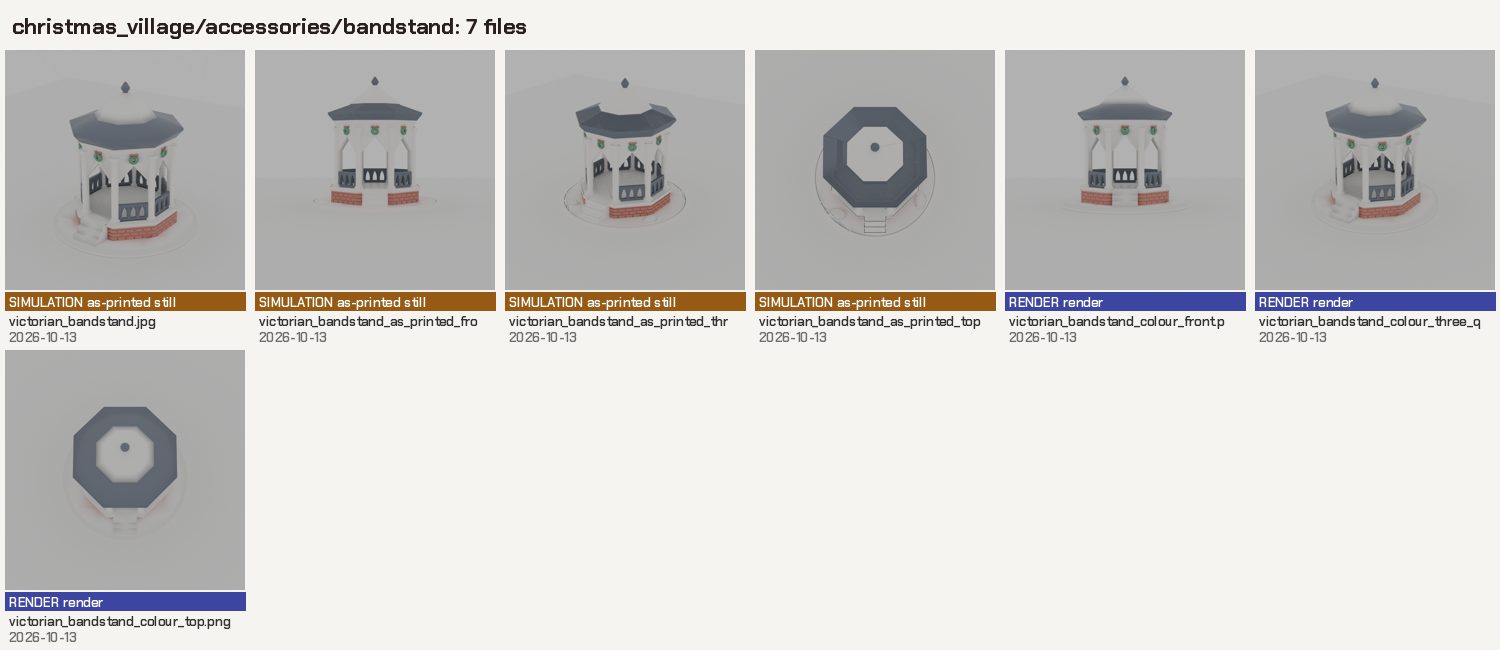 christmas_village/accessories/bandstand: 7 files
SIMULATION as-printed still
SIMULATION as-printed still
SIMULATION as-printed still
SIMULATION as-printed still
RENDER render
RENDER render
victorian_bandstand.jpg
victorian_bandstand_as_printed_fro
victorian_bandstand_as_printed_thr
victorian_bandstand_as_printed_top
victorian_bandstand_colour_front.p
victorian_bandstand_colour_three_q
2026-10-13
2026-10-13
2026-10-13
2026-10-13
2026-10-13
2026-10-13
RENDER render
victorian_bandstand_colour_top.png
2026-10-13